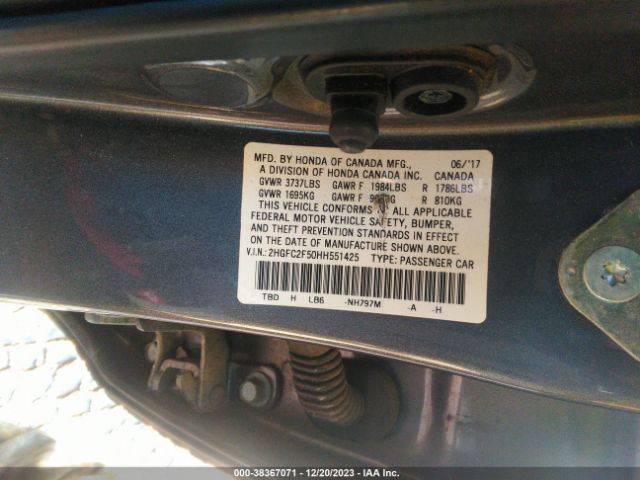 MFD. BY HONDA OF CANADA MFG., 06/'17
A DIVISION OF HONDA CANADA INC. CANADA
GVWR 3737LBS GAWR F 1984LBS R 1786LBS
GVWR 1695KG GAWR F R 810KG
THIS VEHICLE CONFORMS ALL APPLICABLE
FEDERAL MOTOR VEHICLE SAFETY, BUMPER,
AND THEFT PREVENTION STANDARDS IN EFFECT
ON THE DATE OF MANUFACTURE SHOWN ABOVE.
V.I.N.: 2HGFC2F50HH551425 TYPE: PASSENGER CAR
TBD H LB6 -NH797M -A -H
000-38367071 - 12/20/2023 - IAA Inc.